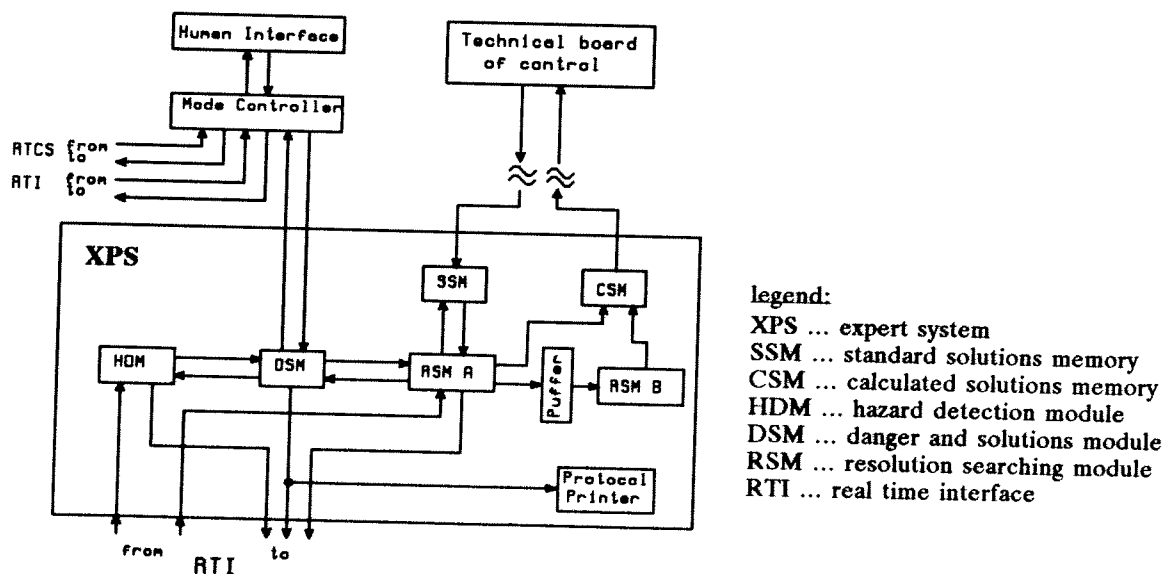 Human Interface
Technical board
of control
Mode Controller
RTCS from
to
RTI from
to
XPS
SSM
CSM
HDM
DSM
RSM A
Puffer
RSM B
Protocol
Printer
from
to
RTI
legend:
XPS ... expert system
SSM ... standard solutions memory
CSM ... calculated solutions memory
HDM ... hazard detection module
DSM ... danger and solutions module
RSM ... resolution searching module
RTI ... real time interface